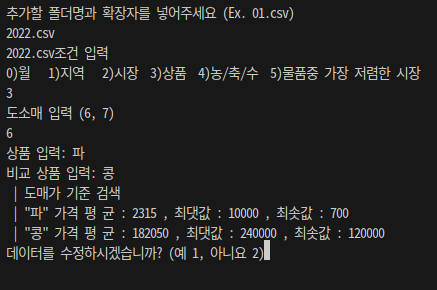 추가할 폴더명과 확장자를 넣어주세요 (Ex. 01.csv)
2022.csv
2022.csv조건 입력
0)월 1)지역 2)시장 3)상품 4)농/축/수 5)물품중 가장 저렴한 시장
3
도소매 입력 (6, 7)
6
상품 입력: 파
비교 상품 입력: 콩
| 도매가 기준 검색
| "파" 가격 평 균 : 2315 , 최댓값 : 10000 , 최솟값 : 700
| "콩" 가격 평 균 : 182050 , 최댓값 : 240000 , 최솟값 : 120000
데이터를 수정하시겠습니까? (예 1, 아니요 2)